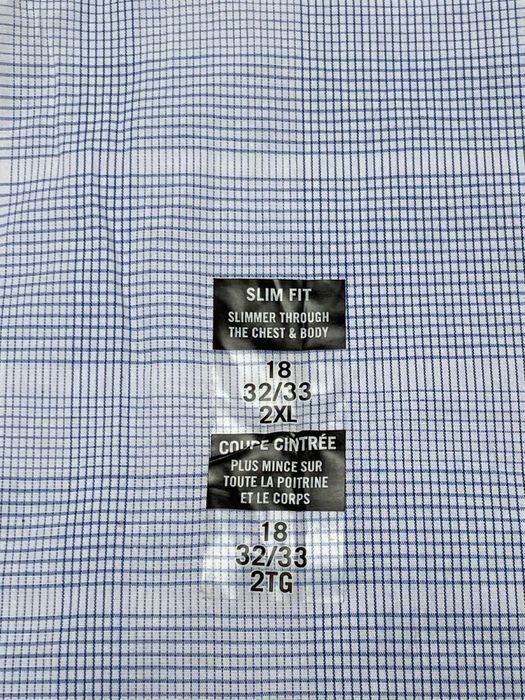 SLIM FIT
SLIMMER THROUGH
THE CHEST & BODY
18
32/33
2XL
COUPE CINTRÉE
PLUS MINCE SUR
TOUTE LA POITRINE
ET LE CORPS
18
32/33
2TG